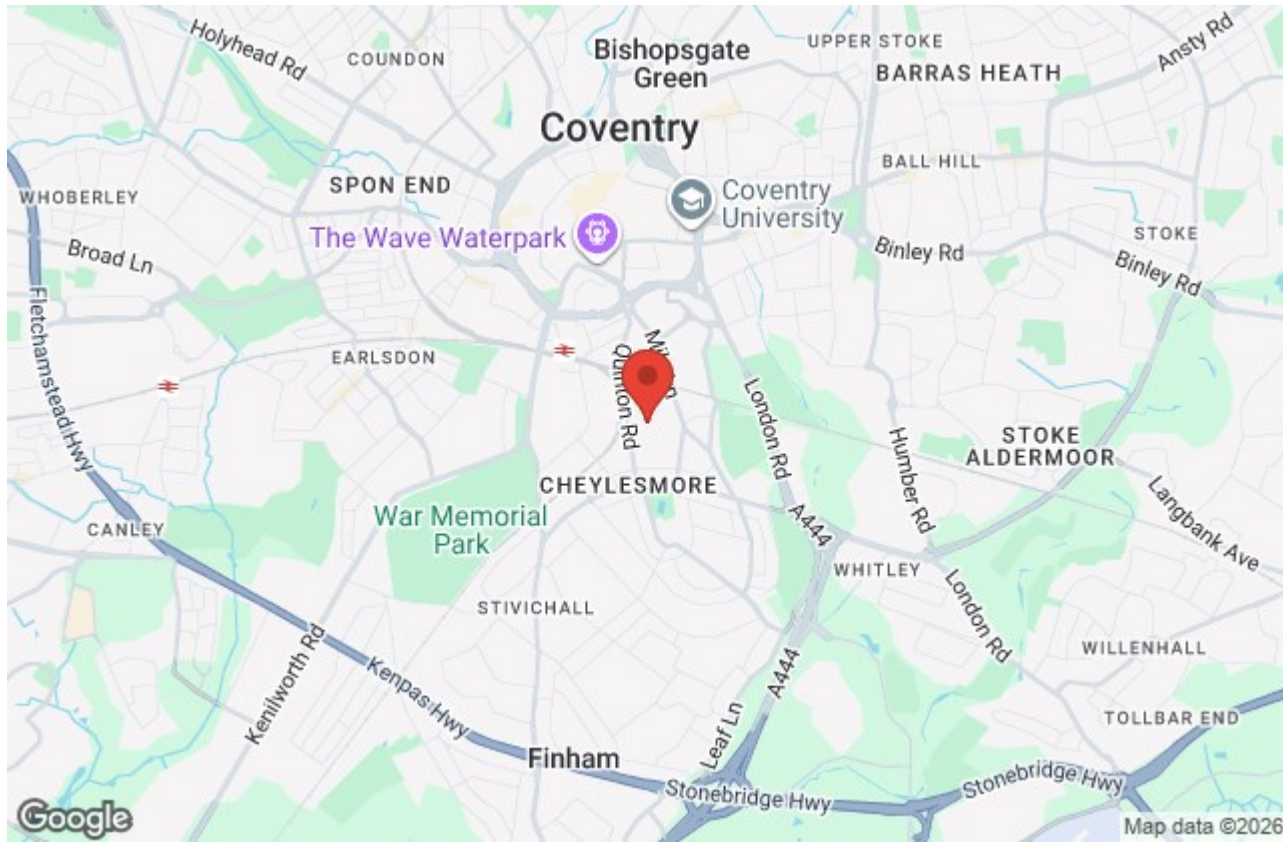 Holyhead Rd
COUNDON
Bishopsgate
Green
UPPER STOKE
BARRAS HEATH
Ansty Rd
Coventry
BALL HILL
WHOBERLEY
SPON END
Coventry
University
The Wave Waterpark
Broad Ln
Binley Rd
STOKE
Binley Rd
Fletchamstead Hwy
EARLSDON
Quinton Rd
London Rd
Humber Rd
STOKE
ALDERMOOR
CHEYLESMORE
Langbank Ave
War Memorial
Park
A444
CANLEY
WHITLEY
London Rd
STIVICHALL
Kenilworth Rd
Kenpas Hwy
WILLENHALL
A444
Leaf Ln
TOLLBAR END
Finham
Stonebridge Hwy
Stonebridge Hwy
Google
Map data ©2026